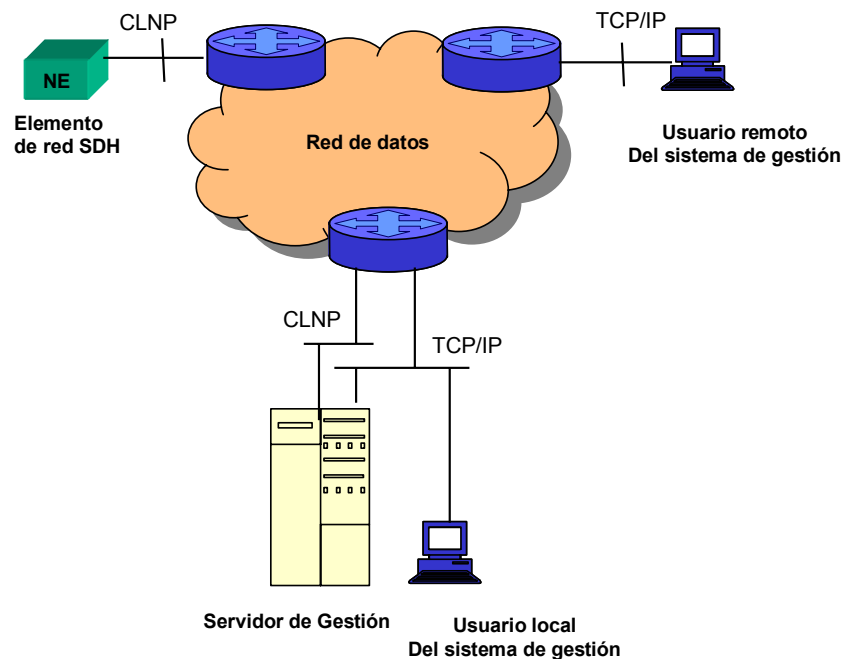 CLNP
TCP/IP
NE
Elemento
de red SDH
Red de datos
Usuario remoto
Del sistema de gestión
CLNP
TCP/IP
Servidor de Gestión
Usuario local
Del sistema de gestión